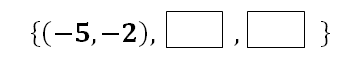 {(−5,−2), , }